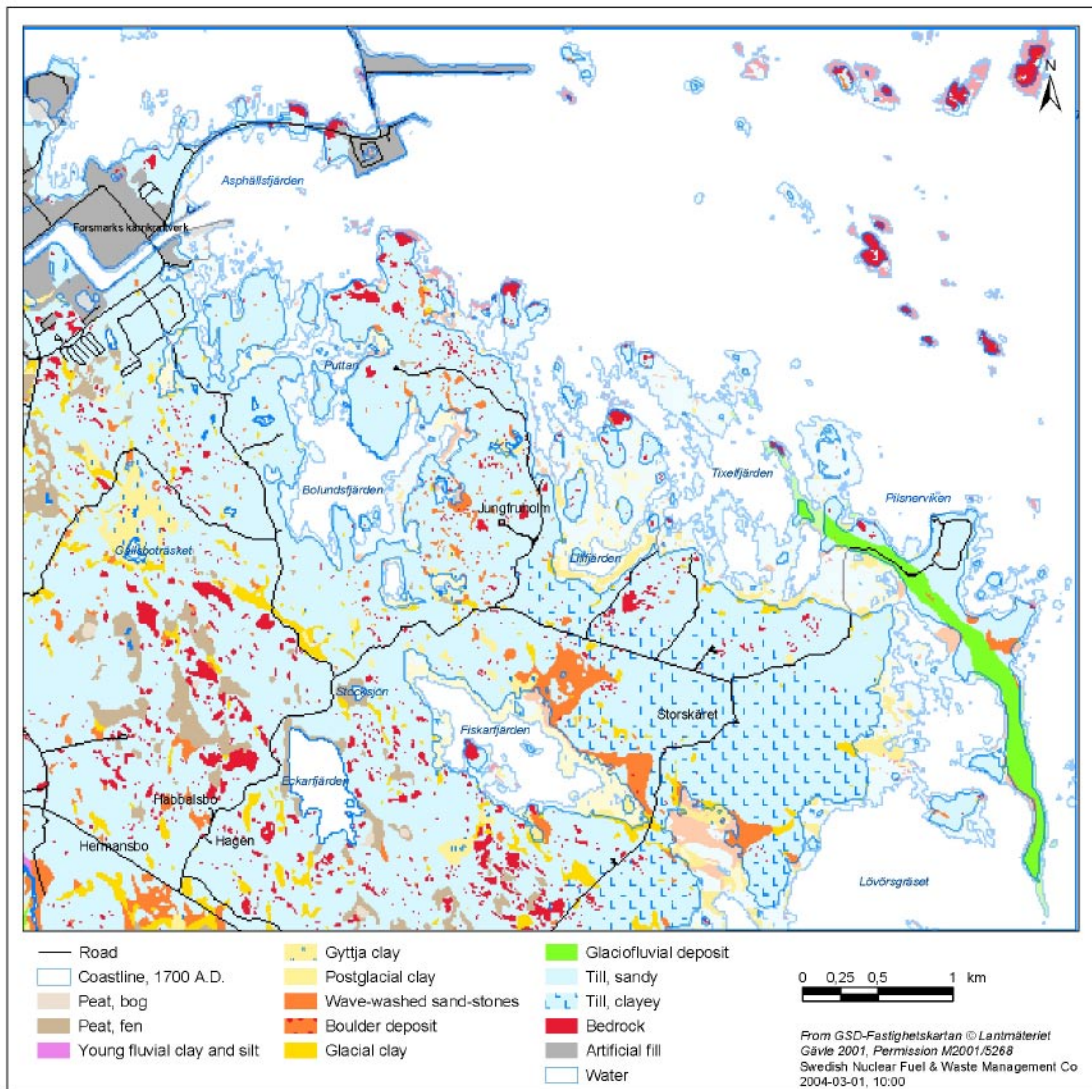 N
Asphällsfjärden
Forsmarks kärnkraftverk
Puttan
Bolundsfjärden
Jungfruholm
Tixelfjärden
Pilsnerviken
Gällsboträsket
Lillfjärden
Stocksjön
Storskäret
Fiskarfjärden
Eckarfjärden
Habbalsbo
Hermansbo
Hagen
Lövörsgräset
Road
Coastline, 1700 A.D.
Peat, bog
Peat, fen
Young fluvial clay and silt
Gyttja clay
Postglacial clay
Wave-washed sand-stones
Boulder deposit
Glacial clay
Glaciofluvial deposit
Till, sandy
Till, clayey
Bedrock
Artificial fill
Water
0 0,25 0,5 1 km
From GSD-Fastighetskartan © Lantmäteriet
Gävle 2001, Permission M2001/5268
Swedish Nuclear Fuel & Waste Management Co
2004-03-01, 10:00